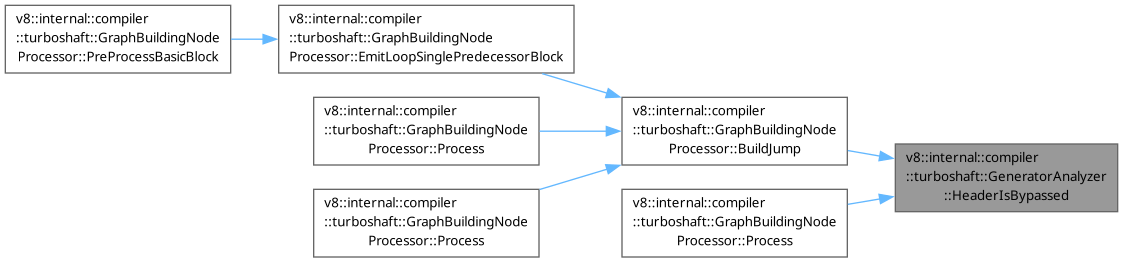 v8::internal::compiler
::turboshaft::GraphBuildingNode
Processor::PreProcessBasicBlock
v8::internal::compiler
::turboshaft::GraphBuildingNode
Processor::EmitLoopSinglePredecessorBlock
v8::internal::compiler
::turboshaft::GraphBuildingNode
Processor::Process
v8::internal::compiler
::turboshaft::GraphBuildingNode
Processor::Process
v8::internal::compiler
::turboshaft::GraphBuildingNode
Processor::BuildJump
v8::internal::compiler
::turboshaft::GraphBuildingNode
Processor::Process
v8::internal::compiler
::turboshaft::GeneratorAnalyzer
::HeaderIsBypassed